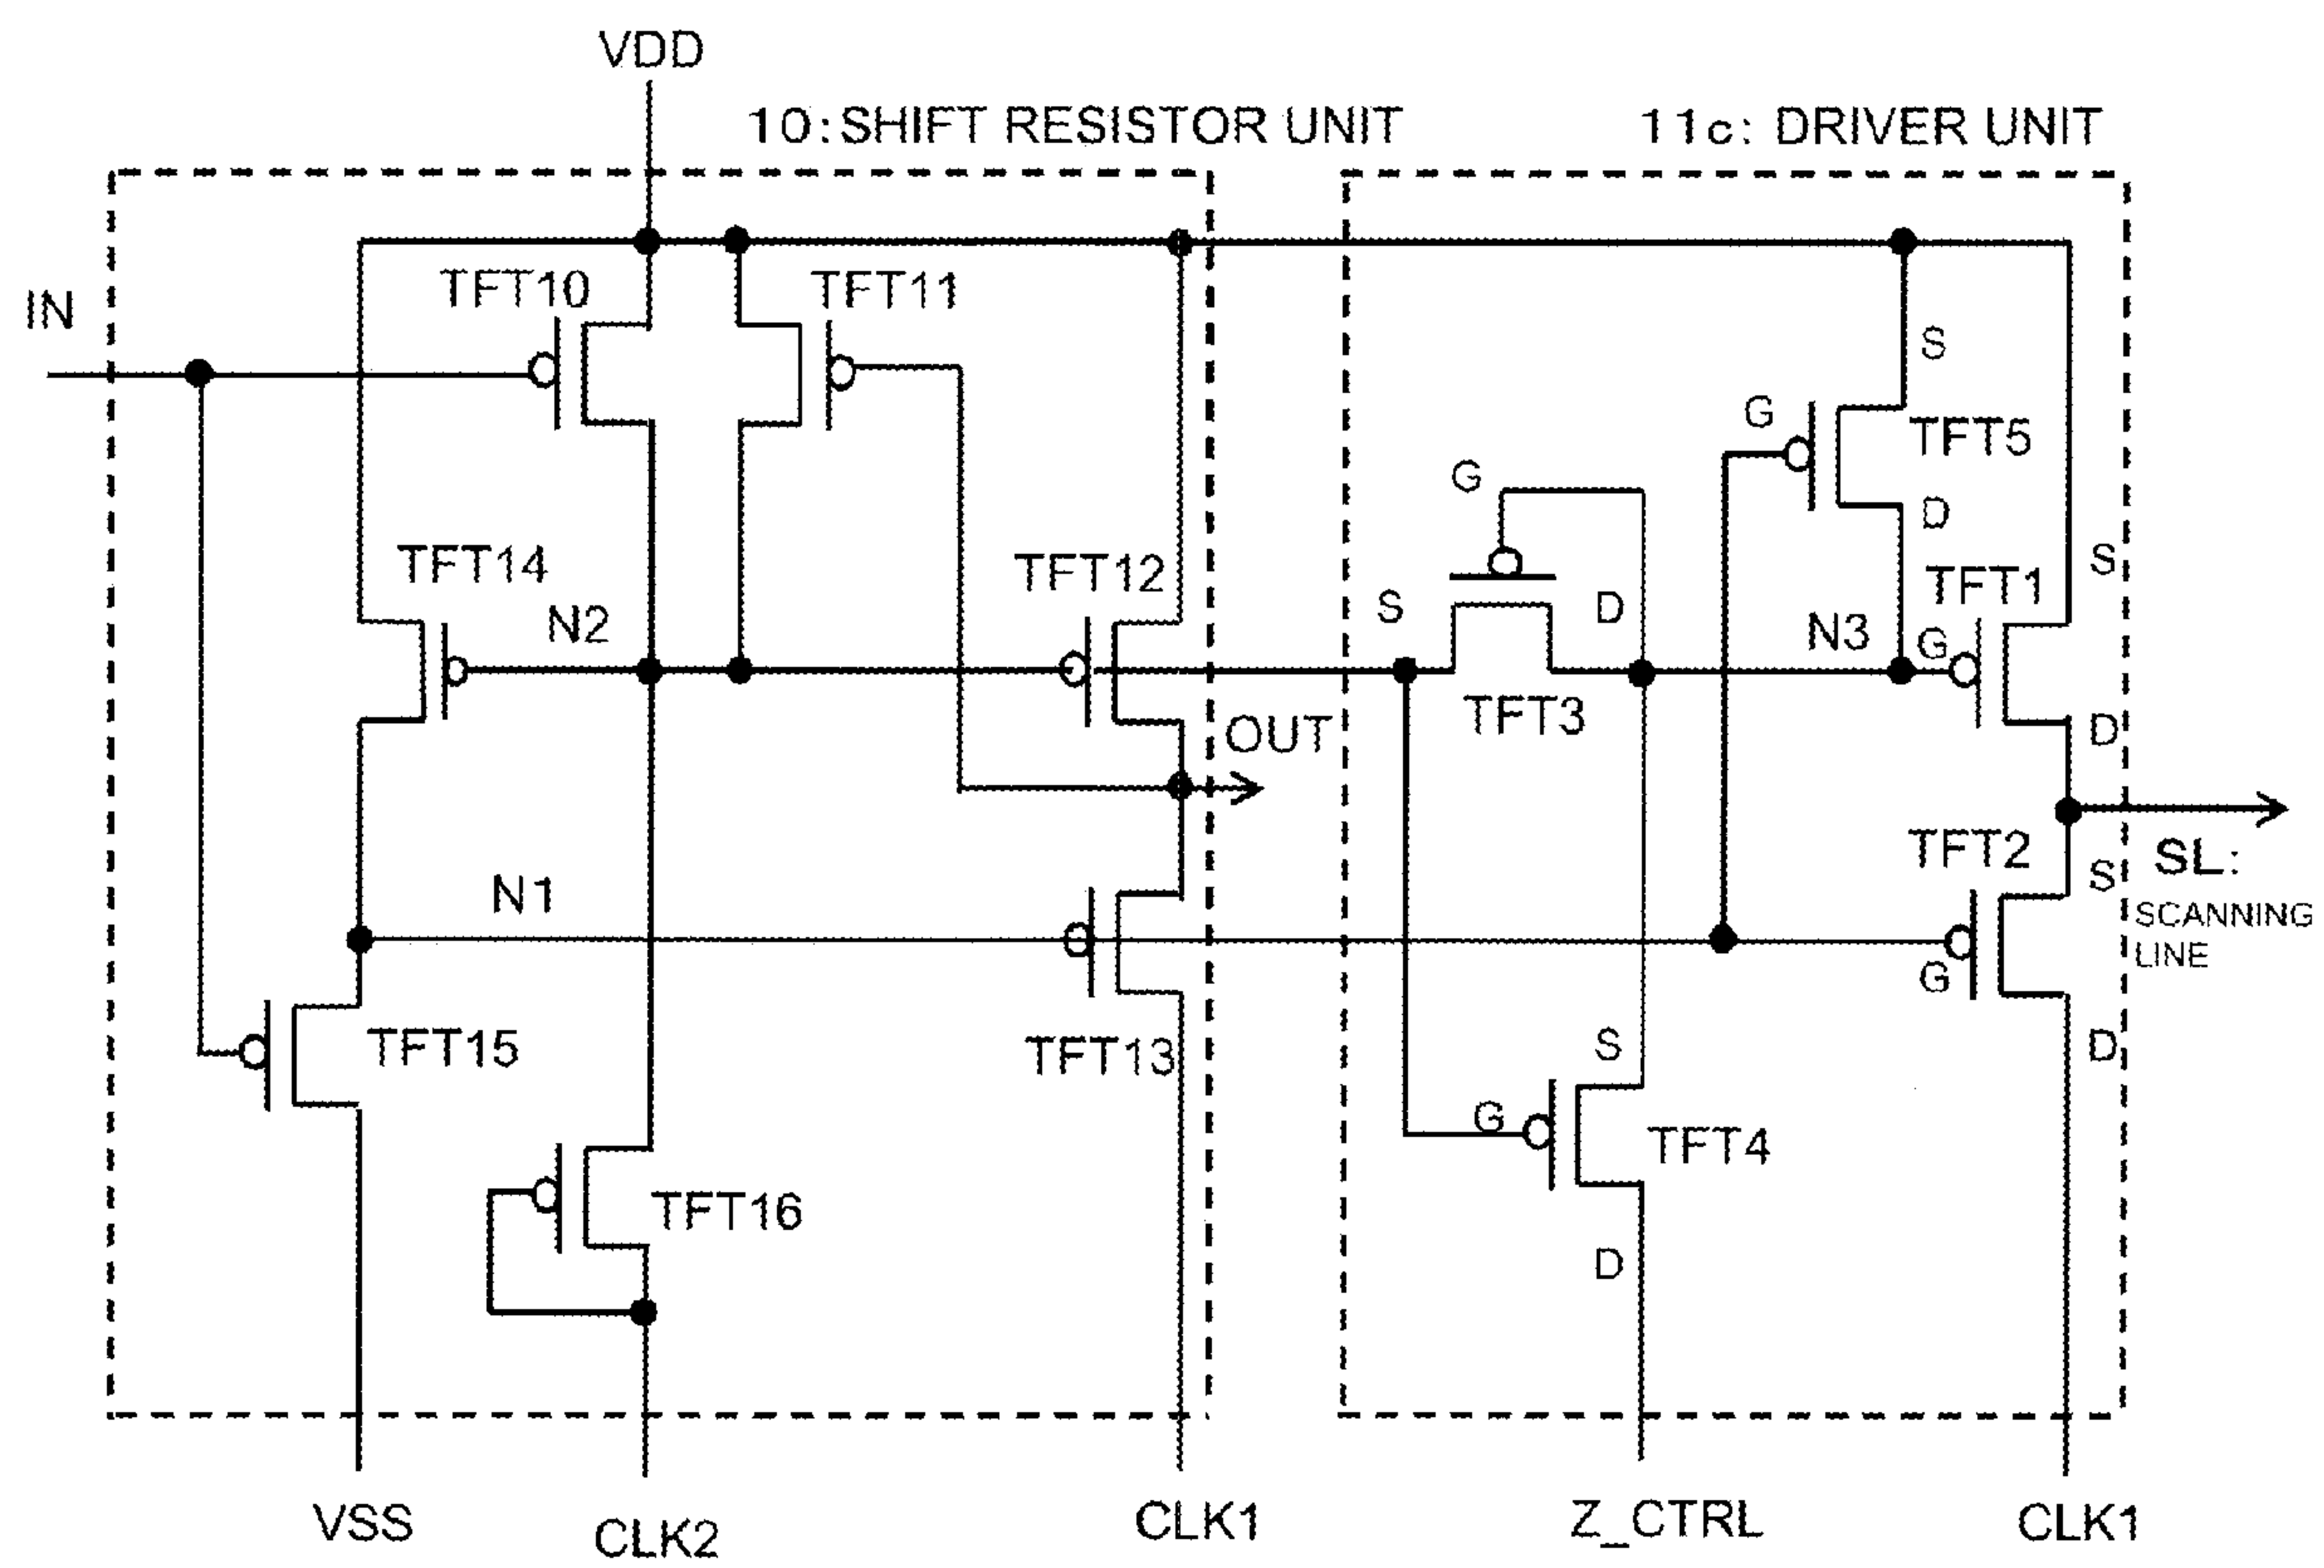 VDD
10:SHIFT RESISTOR UNIT
11c: DRIVER UNIT
IN
TFT10
TFT11
S
G
TFT5
G
D
TFT14
TFT12
S
N2
S
D
TFT1
N3
G
TFT3
OUT
D
TFT2
SL:
S
SCANNING
LINE
N1
G
TFT15
TFT13
S
D
G
TFT4
TFT16
D
VSS
CLK2
CLK1
Z_CTRL
CLK1